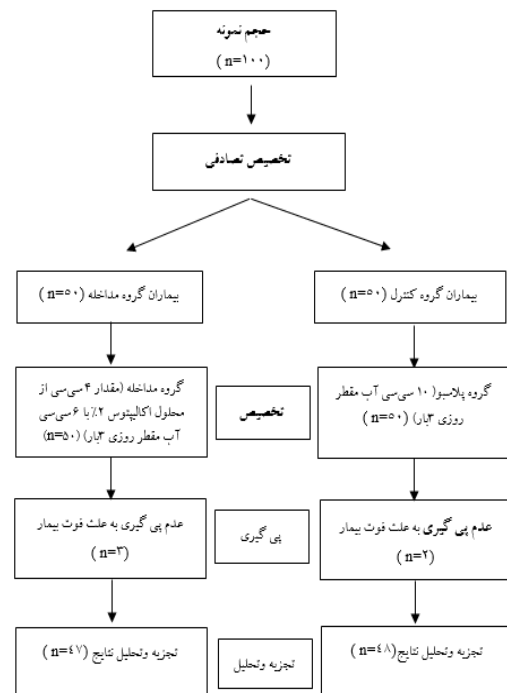 حجم نمونه
( n=۱۰۰ )
تخصیص تصادفی
بیماران گروه کنترل (n=۵۰ )
بیماران گروه مداخله (n=۵۰ )
گروه پلاسبو( ۱۰ سی‌سی آب مقطر
روزی ۳بار) (n=۵۰ )
تخصیص
گروه مداخله (مقدار ۴ سی‌سی از
محلول اکالیپتوس ۲٪ با ۶ سی‌سی
آب مقطر روزی ۳بار) (n=۵۰)
عدم پی گیری به علت فوت بیمار
( n=۲)
پی گیری
عدم پی گیری به علت فوت بیمار
( n=۳)
تجزیه وتحلیل نتایج(n=٤۸ )
تجزیه وتحلیل
تجزیه وتحلیل نتایج (n=٤۷ )